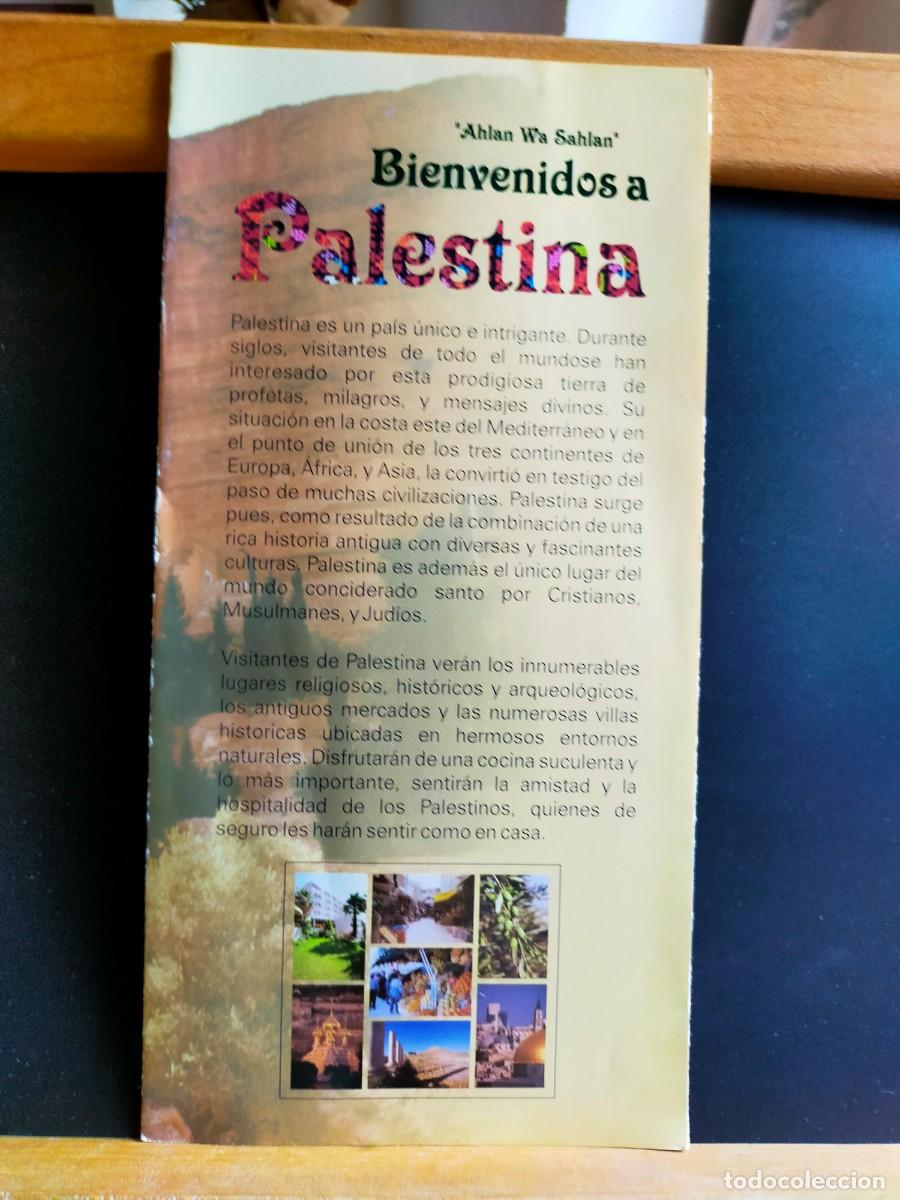 "Ahlan Wa Sahlan"
Bienvenidos a
Palestina
Palestina es un país único e intrigante. Durante
siglos, visitantes de todo el mundose han
interesado por esta prodigiosa tierra de
profetas, milagros, y mensajes divinos. Su
situación en la costa este del Mediterráneo y en
el punto de unión de los tres continentes de
Europa, África, y Asia, la convirtió en testigo del
paso de muchas civilizaciones. Palestina surge
pues, como resultado de la combinación de una
rica historia antigua con diversas y fascinantes
culturas. Palestina es además el único lugar del
mundo conciderado santo por Cristianos,
Musulmanes, y Judíos.
Visitantes de Palestina verán los innumerables
lugares religiosos, históricos y arqueológicos,
los antiguos mercados y las numerosas villas
historicas ubicadas en hermosos entornos
naturales. Disfrutarán de una cocina suculenta y
lo más importante, sentirán la amistad y la
hospitalidad de los Palestinos, quienes de
seguro les harán sentir como en casa.
todocoleccion